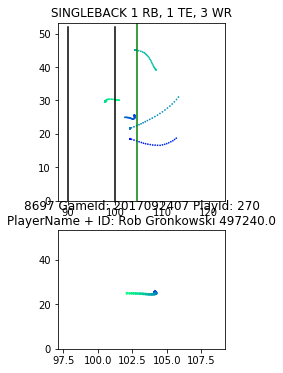 SINGLEBACK 1 RB, 1 TE, 3 WR
50
40
30
20
10
0
90 100 110 120
8697 GameId: 2017092407 PlayId: 270
PlayerName + ID: Rob Gronkowski 497240.0
40
20
0
97.5 100.0 102.5 105.0 107.5